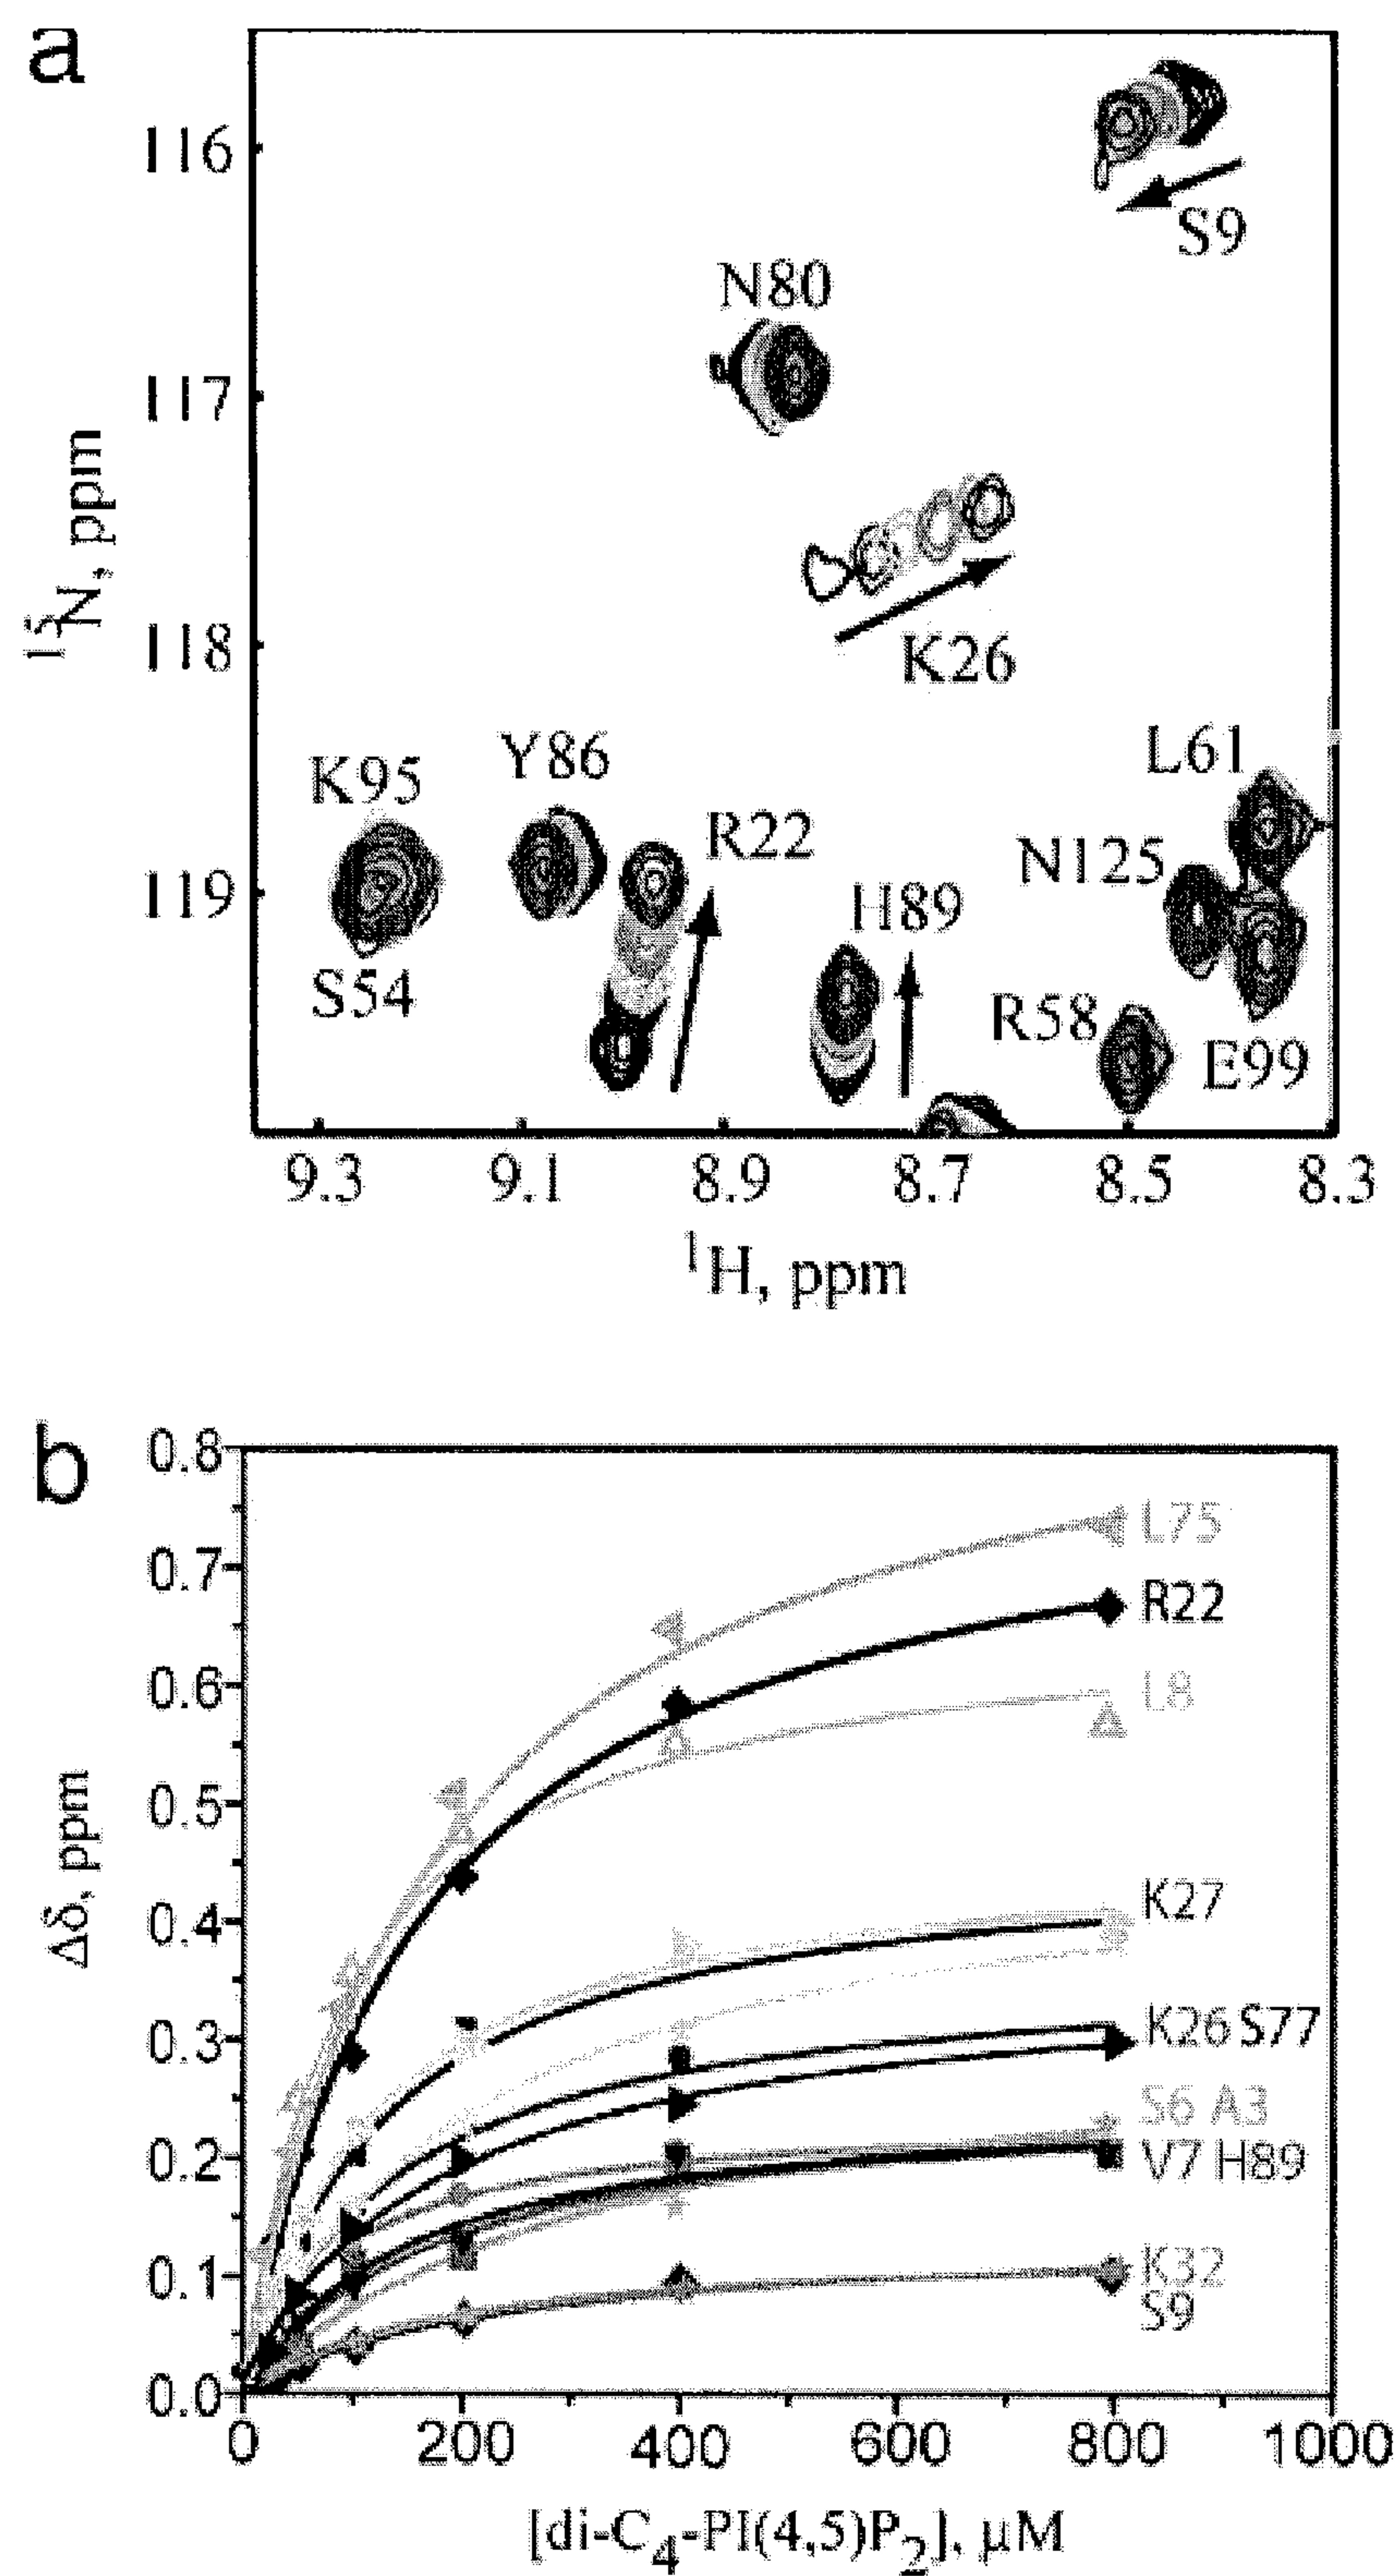 a
116
S9
N80
117
15N, ppm
118
K26
K95
Y86
L61
R22
N125
119
H89
S54
R58
E99
9.3 9.1 8.9 8.7 8.5 8.3
1H, ppm
b
0.8
L75
0.7
R22
0.6
L8
Δδ, ppm
0.5
0.4
K27
0.3
K26 S77
S6 A3
0.2
V7 H89
0.1
K32
S9
0.0
0 200 400 600 800 1000
[di-C4-PI(4,5)P2], μM